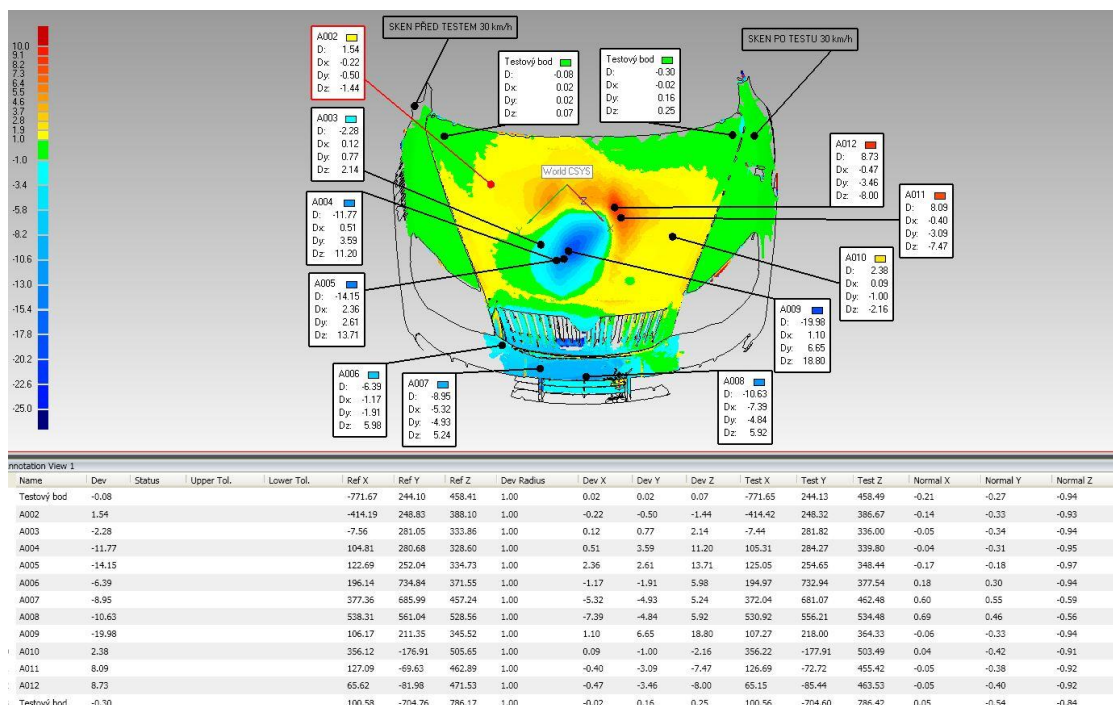 SKEN PŘED TESTEM 30 km/h
SKEN PO TESTU 30 km/h
10.0
9.1
8.2
7.3
6.4
5.5
4.6
3.7
2.8
1.9
1.0
-1.0
-3.4
-5.8
-8.2
-10.6
-13.0
-15.4
-17.8
-20.2
-22.6
-25.0
A002
D: 1.54
Dx: -0.22
Dy: -0.50
Dz: -1.44
Testový bod
D: -0.08
Dx: 0.02
Dy: 0.02
Dz: 0.07
Testový bod
D: -0.30
Dx: -0.02
Dy: 0.16
Dz: 0.25
A003
D: -2.28
Dx: 0.12
Dy: 0.77
Dz: 2.14
A012
D: 8.73
Dx: -0.47
Dy: -3.46
Dz: -8.00
World CSYS
Z
Y
X
A004
D: -11.77
Dx: 0.51
Dy: 3.59
Dz: 11.20
A011
D: 8.09
Dx: -0.40
Dy: -3.09
Dz: -7.47
A010
D: 2.38
Dx: 0.09
Dy: -1.00
Dz: -2.16
A005
D: -14.15
Dx: 2.36
Dy: 2.61
Dz: 13.71
A009
D: -19.98
Dx: 1.10
Dy: 6.65
Dz: 18.80
A006
D: -6.39
Dx: -1.17
Dy: -1.91
Dz: 5.98
A007
D: -8.95
Dx: -5.32
Dy: -4.93
Dz: 5.24
A008
D: -10.63
Dx: -7.39
Dy: -4.84
Dz: 5.92
nnotation View 1
Name Dev Status Upper Tol. Lower Tol. Ref X Ref Y Ref Z Dev Radius Dev X Dev Y Dev Z Test X Test Y Test Z Normal X Normal Y Normal Z
Testový bod -0.08 -771.67 244.10 458.41 1.00 0.02 0.02 0.07 -771.65 244.13 458.49 -0.21 -0.27 -0.94
A002 1.54 -414.19 248.83 388.10 1.00 -0.22 -0.50 -1.44 -414.42 248.32 386.67 -0.14 -0.33 -0.93
A003 -2.28 -7.56 281.05 333.86 1.00 0.12 0.77 2.14 -7.44 281.82 336.00 -0.05 -0.34 -0.94
A004 -11.77 104.81 280.68 328.60 1.00 0.51 3.59 11.20 105.31 284.27 339.80 -0.04 -0.31 -0.95
A005 -14.15 122.69 252.04 334.73 1.00 2.36 2.61 13.71 125.05 254.65 348.44 -0.17 -0.18 -0.97
A006 -6.39 196.14 734.84 371.55 1.00 -1.17 -1.91 5.98 194.97 732.94 377.54 0.18 0.30 -0.94
A007 -8.95 377.36 685.99 457.24 1.00 -5.32 -4.93 5.24 372.04 681.07 462.48 0.60 0.55 -0.59
A008 -10.63 538.31 561.04 528.56 1.00 -7.39 -4.84 5.92 530.92 556.21 534.48 0.69 0.46 -0.56
A009 -19.98 106.17 211.35 345.52 1.00 1.10 6.65 18.80 107.27 218.00 364.33 -0.06 -0.33 -0.94
A010 2.38 356.12 -176.91 505.65 1.00 0.09 -1.00 -2.16 356.22 -177.91 503.49 0.04 -0.42 -0.91
A011 8.09 127.09 -69.63 462.89 1.00 -0.40 -3.09 -7.47 126.69 -72.72 455.42 -0.05 -0.38 -0.92
A012 8.73 65.62 -81.98 471.53 1.00 -0.47 -3.46 -8.00 65.15 -85.44 463.53 -0.05 -0.40 -0.92
Testový bod -0.30 100.58 -704.76 786.17 1.00 -0.02 0.16 0.25 100.56 -704.60 786.42 0.05 -0.54 -0.84